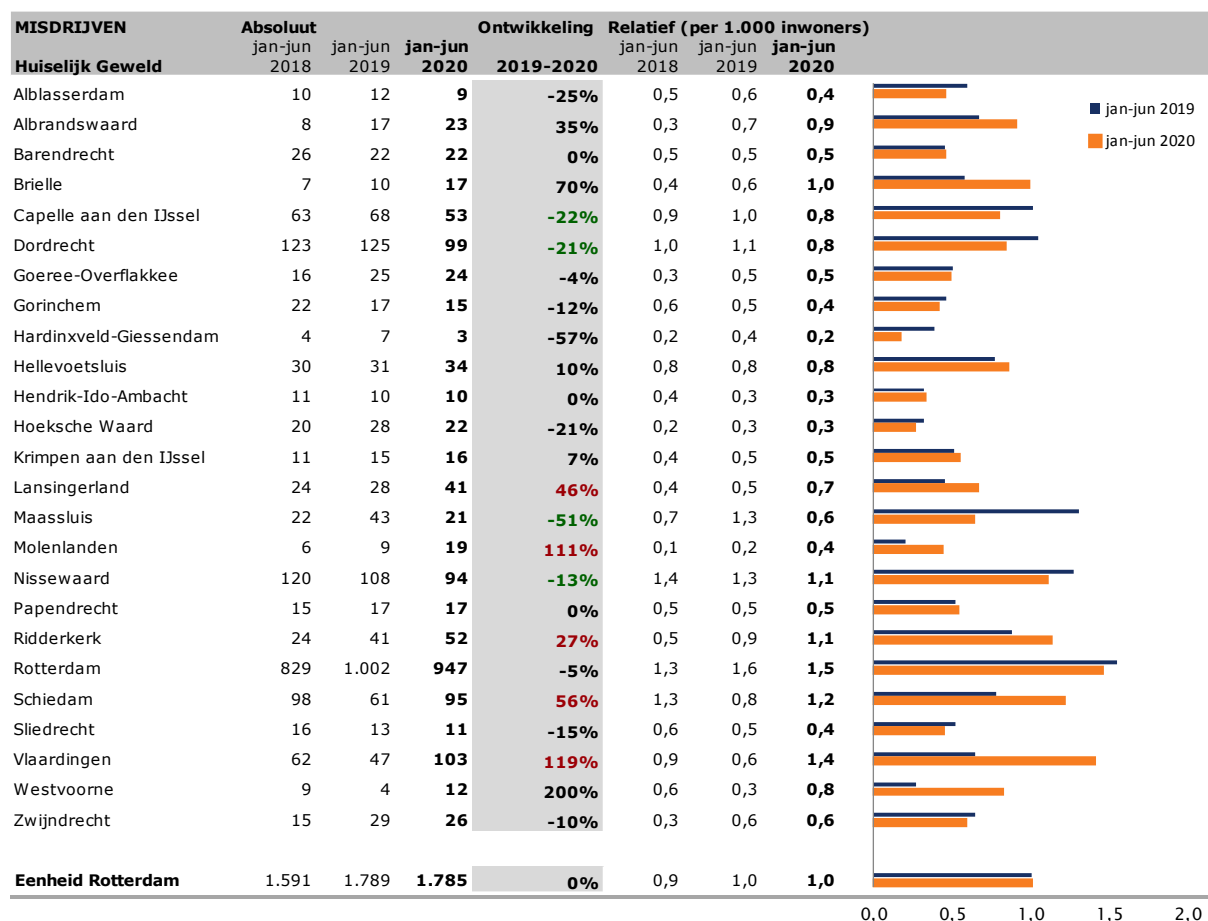 MISDRIJVEN Absoluut Ontwikkeling Relatief (per 1.000 inwoners)
jan-jun jan-jun jan-jun jan-jun jan-jun jan-jun
Huiselijk Geweld 2018 2019 2020 2019-2020 2018 2019 2020
Alblasserdam 10 12 9 -25% 0,5 0,6 0,4
Albrandswaard 8 17 23 35% 0,3 0,7 0,9
Barendrecht 26 22 22 0% 0,5 0,5 0,5
Brielle 7 10 17 70% 0,4 0,6 1,0
Capelle aan den IJssel 63 68 53 -22% 0,9 1,0 0,8
Dordrecht 123 125 99 -21% 1,0 1,1 0,8
Goeree-Overflakkee 16 25 24 -4% 0,3 0,5 0,5
Gorinchem 22 17 15 -12% 0,6 0,5 0,4
Hardinxveld-Giessendam 4 7 3 -57% 0,2 0,4 0,2
Hellevoetsluis 30 31 34 10% 0,8 0,8 0,8
Hendrik-Ido-Ambacht 11 10 10 0% 0,4 0,3 0,3
Hoeksche Waard 20 28 22 -21% 0,2 0,3 0,3
Krimpen aan den IJssel 11 15 16 7% 0,4 0,5 0,5
Lansingerland 24 28 41 46% 0,4 0,5 0,7
Maassluis 22 43 21 -51% 0,7 1,3 0,6
Molenlanden 6 9 19 111% 0,1 0,2 0,4
Nissewaard 120 108 94 -13% 1,4 1,3 1,1
Papendrecht 15 17 17 0% 0,5 0,5 0,5
Ridderkerk 24 41 52 27% 0,5 0,9 1,1
Rotterdam 829 1.002 947 -5% 1,3 1,6 1,5
Schiedam 98 61 95 56% 1,3 0,8 1,2
Sliedrecht 16 13 11 -15% 0,6 0,5 0,4
Vlaardingen 62 47 103 119% 0,9 0,6 1,4
Westvoorne 9 4 12 200% 0,6 0,3 0,8
Zwijndrecht 15 29 26 -10% 0,3 0,6 0,6
Eenheid Rotterdam 1.591 1.789 1.785 0% 0,9 1,0 1,0
jan-jun 2019
jan-jun 2020
0,0 0,5 1,0 1,5 2,0